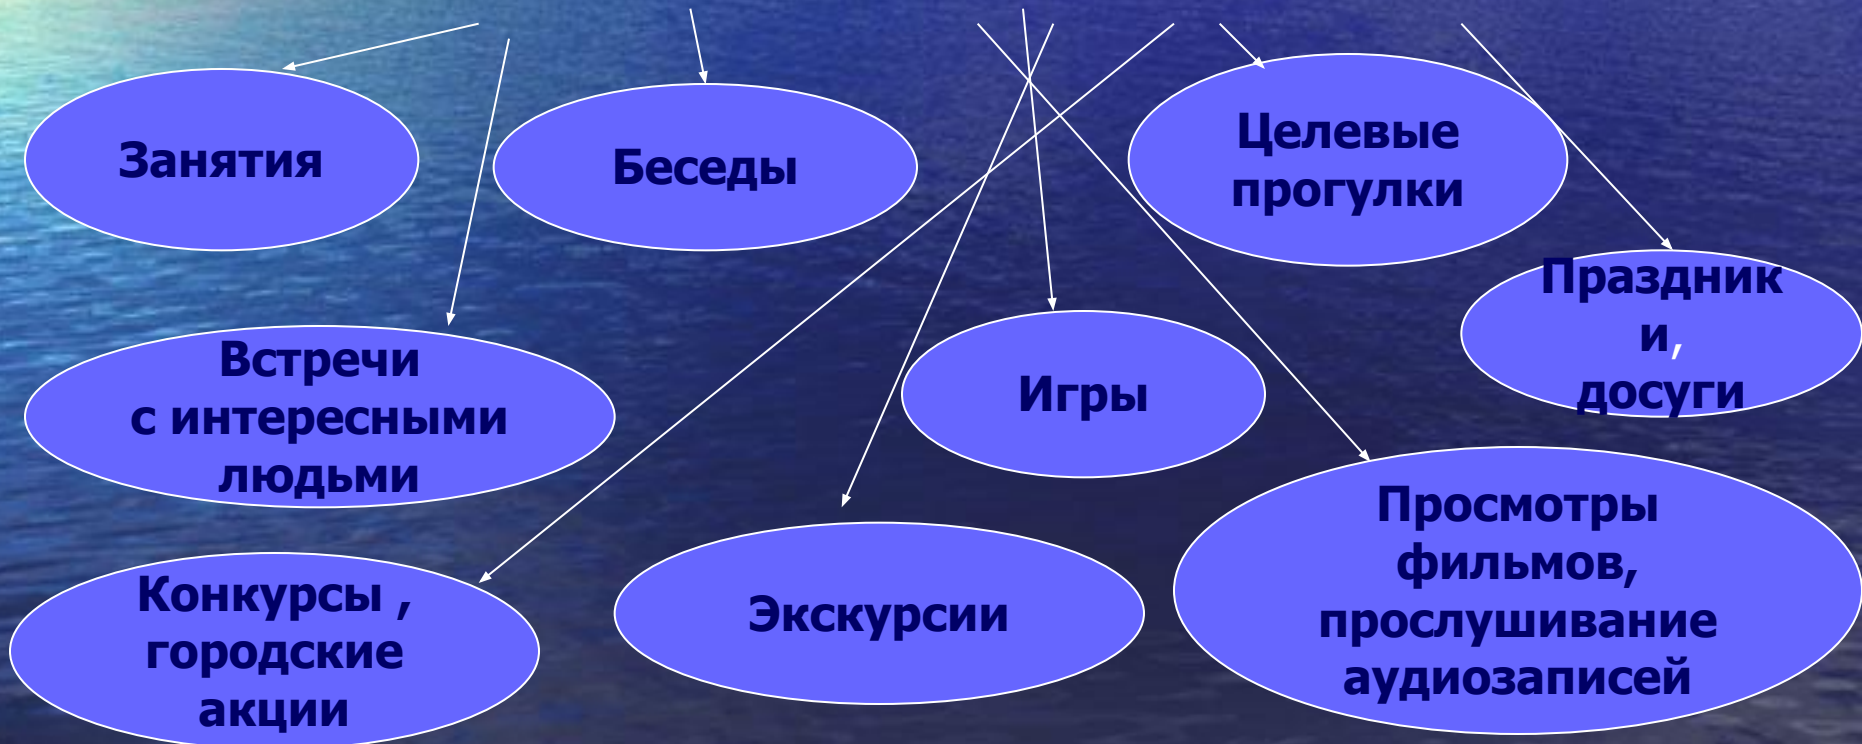 Занятия
Беседы
Целевые
прогулки
Праздник
и,
досуги
Встречи
с интересными
людьми
Игры
Конкурсы ,
городские
акции
Экскурсии
Просмотры
фильмов,
прослушивание
аудиозаписей